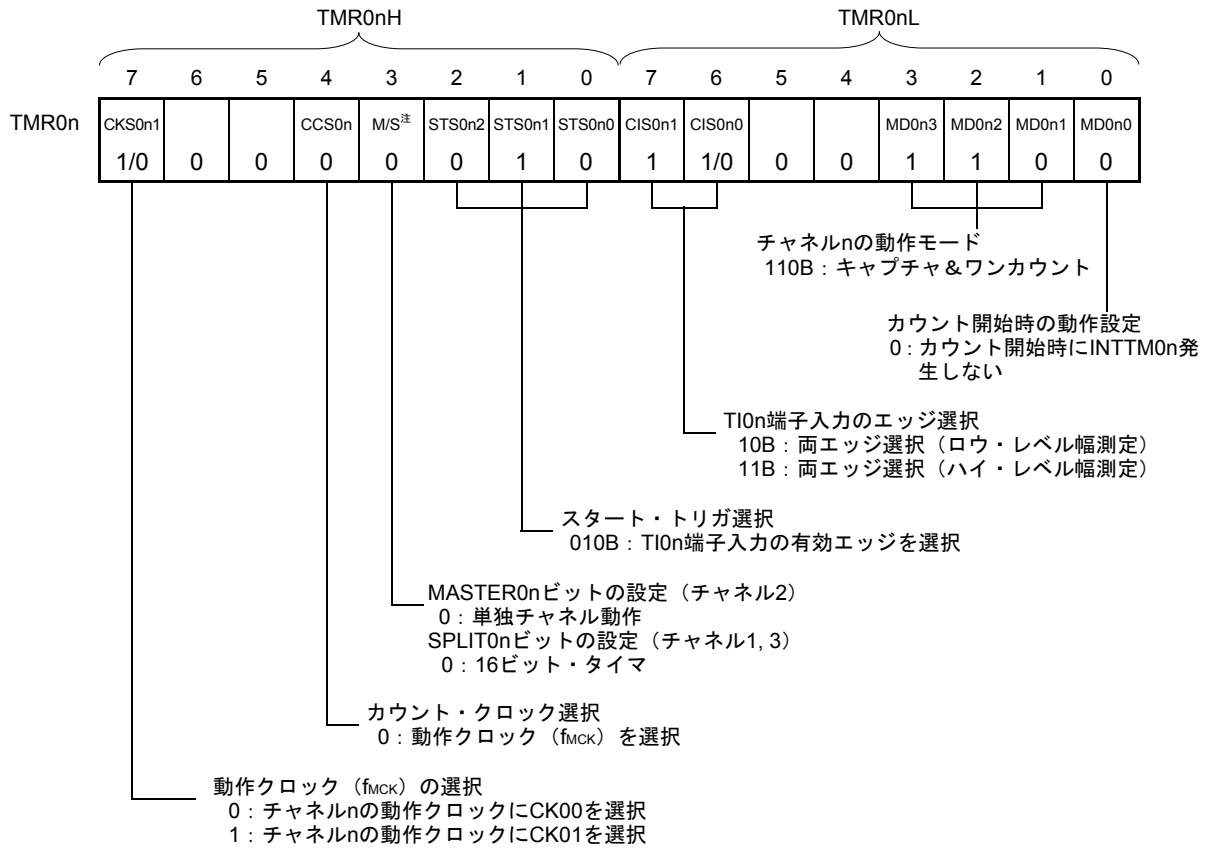 TMR0nH TMR0nL
7 6 5 4 3 2 1 0 7 6 5 4 3 2 1 0
TMR0n CKS0n1 CCS0n M/S注 STS0n2 STS0n1 STS0n0 CIS0n1 CIS0n0 MD0n3 MD0n2 MD0n1 MD0n0
1/0 0 0 0 0 0 1 0 1 1/0 0 0 1 1 0 0
チャネルnの動作モード
110B：キャプチャ＆ワンカウント
カウント開始時の動作設定
0：カウント開始時にINTTM0n発
生しない
TI0n端子入力のエッジ選択
10B：両エッジ選択（ロウ・レベル幅測定）
11B：両エッジ選択（ハイ・レベル幅測定）
スタート・トリガ選択
010B：TI0n端子入力の有効エッジを選択
MASTER0nビットの設定（チャネル2）
0：単独チャネル動作
SPLIT0nビットの設定（チャネル1, 3）
0：16ビット・タイマ
カウント・クロック選択
0：動作クロック（fMCK）を選択
動作クロック（fMCK）の選択
0：チャネルnの動作クロックにCK00を選択
1：チャネルnの動作クロックにCK01を選択